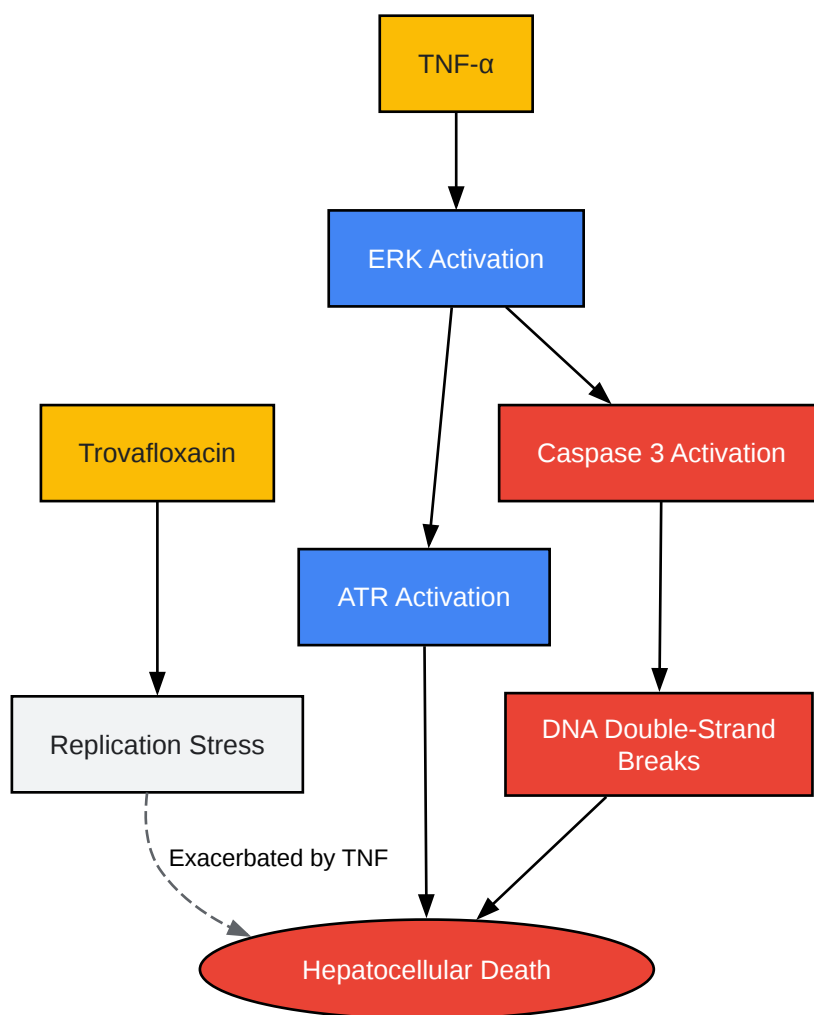 TNF-α
ERK Activation
Trovafloxacin
Caspase 3 Activation
ATR Activation
Replication Stress
DNA Double-Strand
Breaks
Exacerbated by TNF
Hepatocellular Death